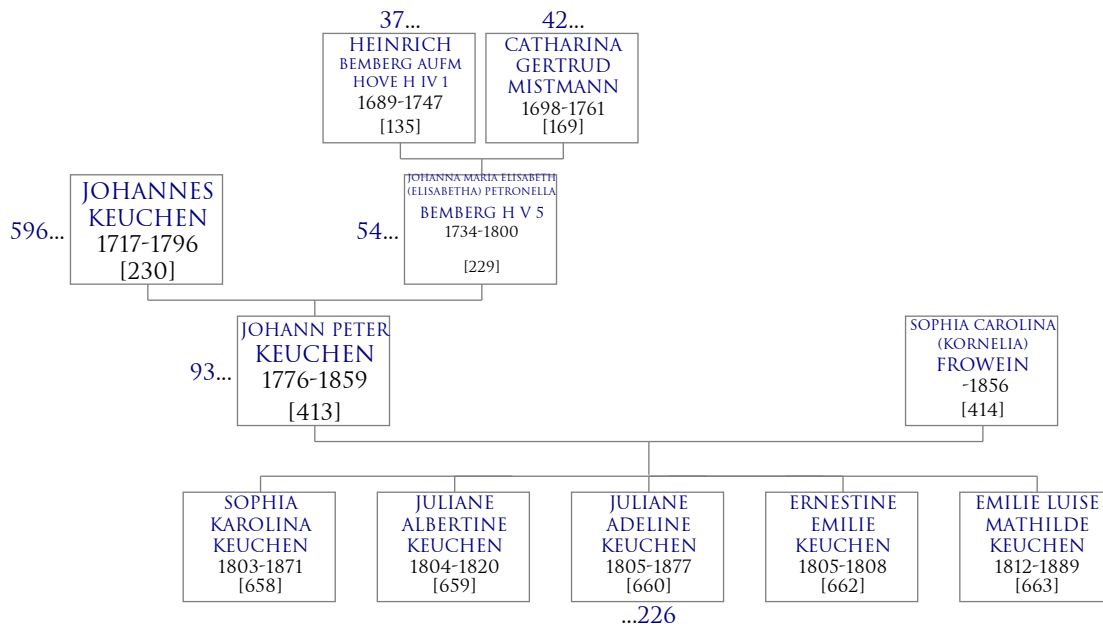 37...
HEINRICH
BEMBERG AUFM
HOVE H IV 1
1689-1747
[135]
42...
CATHARINA
GERTRUD
MISTMANN
1698-1761
[169]
596...
JOHANNES
KEUCHEN
1717-1796
[230]
54...
JOHANNA MARIA ELISABETH
(ELISABETHA) PETRONELLA
BEMBERG H V 5
1734-1800
[229]
93...
JOHANN PETER
KEUCHEN
1776-1859
[413]
SOPHIA CAROLINA
(KORNELIA)
FROWEIN
-1856
[414]
SOPHIA
KAROLINA
KEUCHEN
1803-1871
[658]
JULIANE
ALBERTINE
KEUCHEN
1804-1820
[659]
JULIANE
ADELINE
KEUCHEN
1805-1877
[660]
...226
ERNESTINE
EMILIE
KEUCHEN
1805-1808
[662]
EMILIE LUISE
MATHILDE
KEUCHEN
1812-1889
[663]